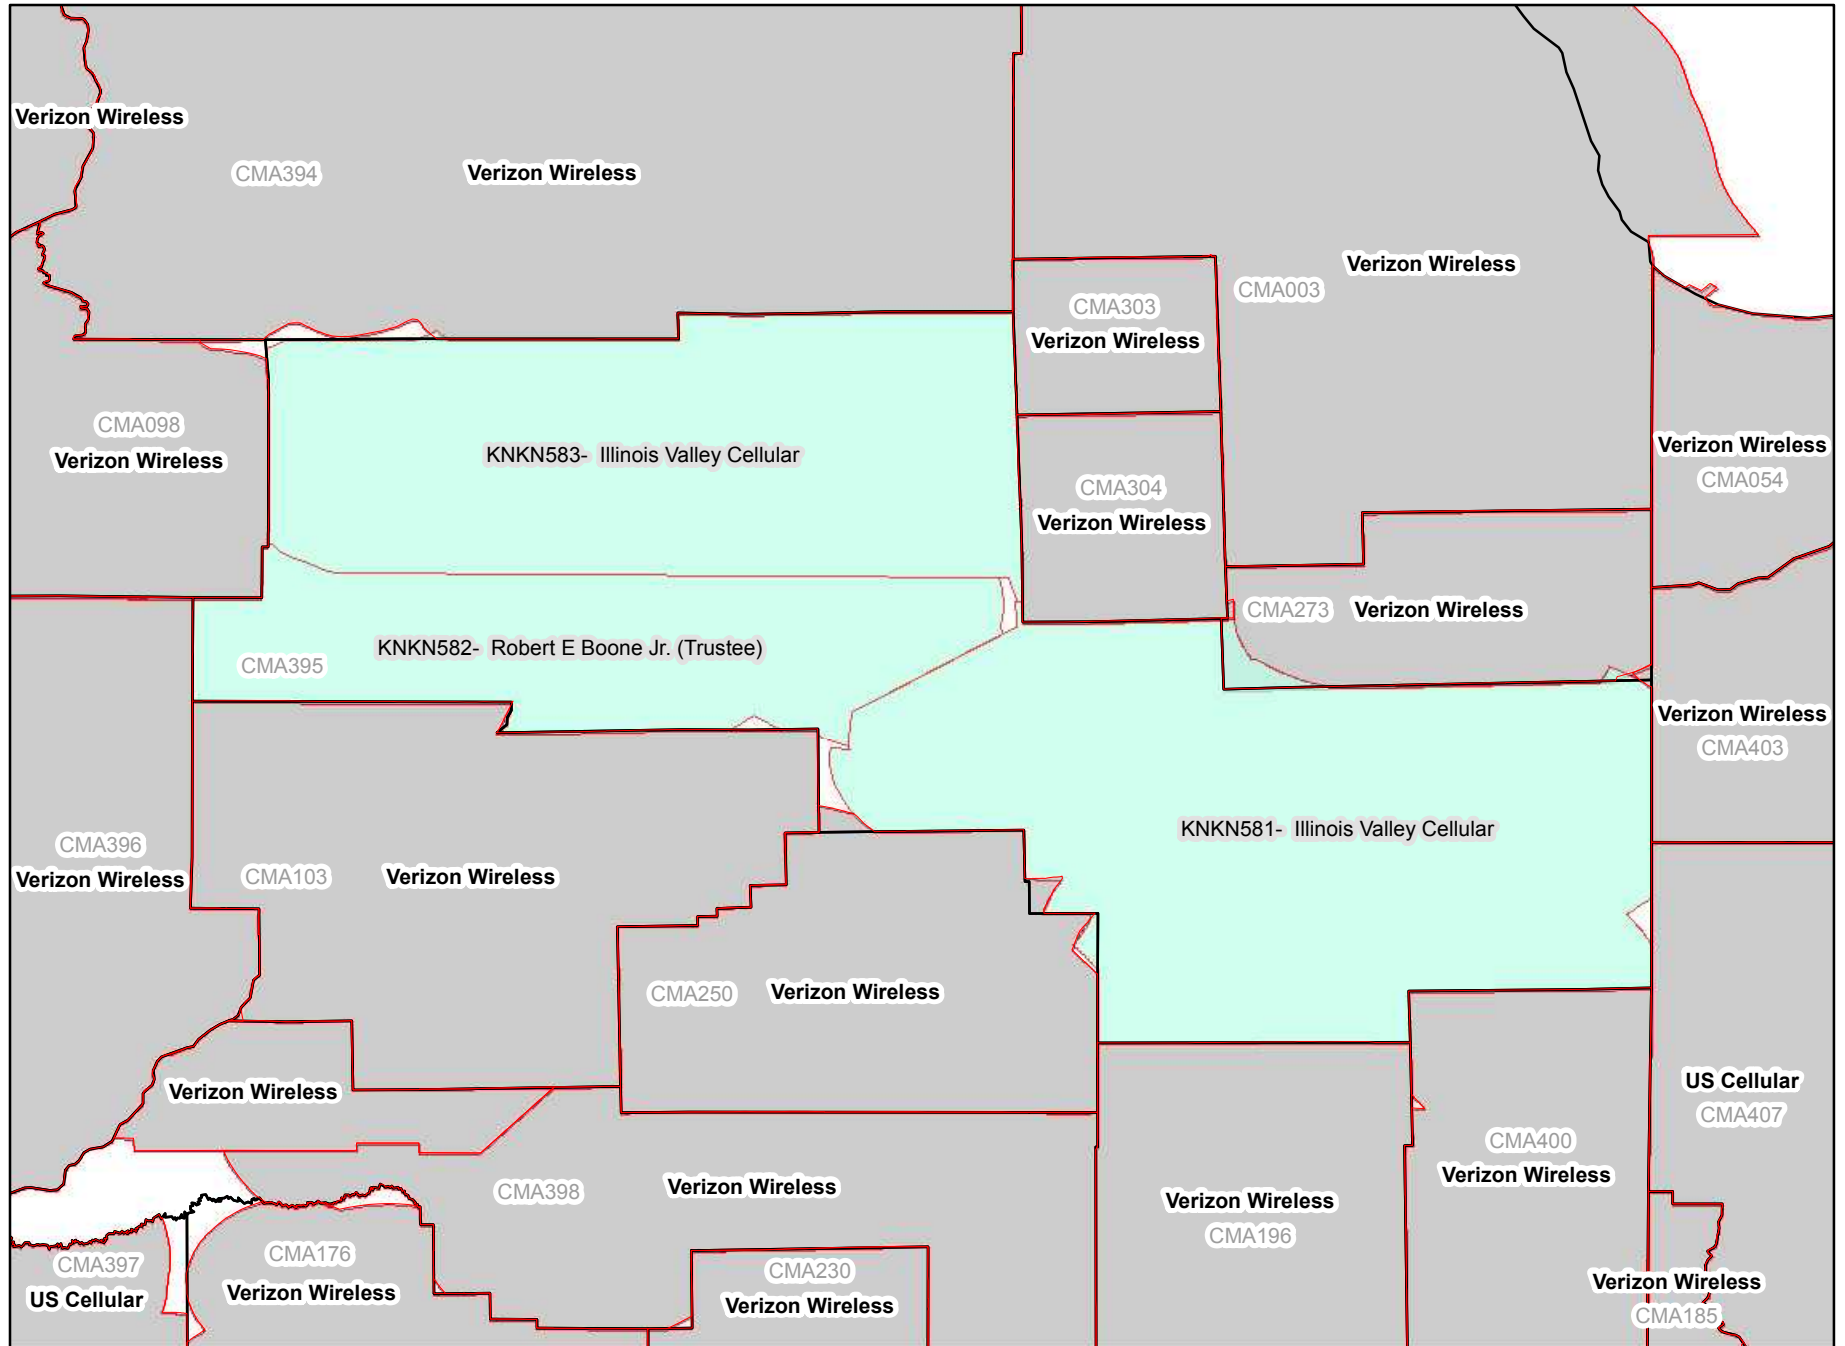 Verizon Wireless
CMA394
Verizon Wireless
Verizon Wireless
CMA003
CMA303
Verizon Wireless
CMA098
Verizon Wireless
KNKN583- Illinois Valley Cellular
CMA304
Verizon Wireless
Verizon Wireless
CMA054
CMA273
Verizon Wireless
KNKN582- Robert E Boone Jr. (Trustee)
CMA395
Verizon Wireless
CMA403
KNKN581- Illinois Valley Cellular
CMA396
Verizon Wireless
CMA103
Verizon Wireless
CMA250
Verizon Wireless
Verizon Wireless
US Cellular
CMA407
CMA400
Verizon Wireless
CMA398
Verizon Wireless
Verizon Wireless
CMA196
CMA397
US Cellular
CMA176
Verizon Wireless
CMA230
Verizon Wireless
Verizon Wireless
CMA185